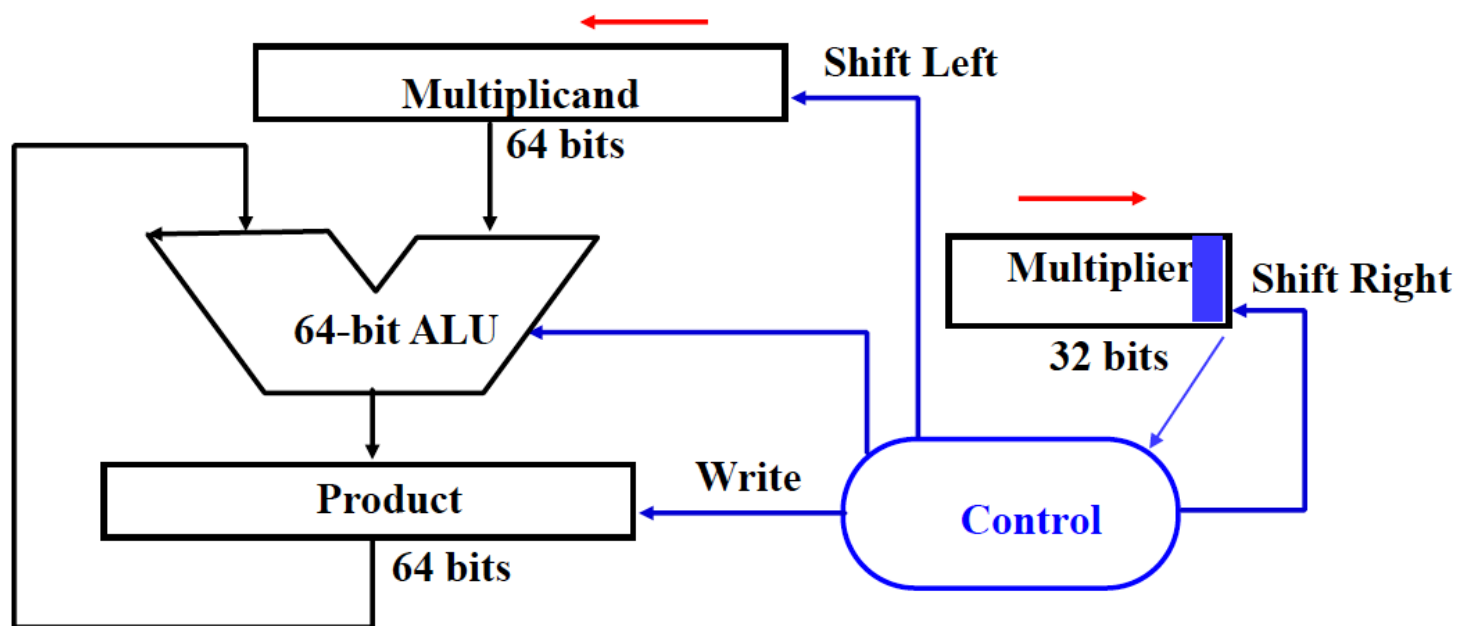 Shift Left
Multiplicand
64 bits
Multiplier
Shift Right
64-bit ALU
32 bits
Write
Product
Control
64 bits